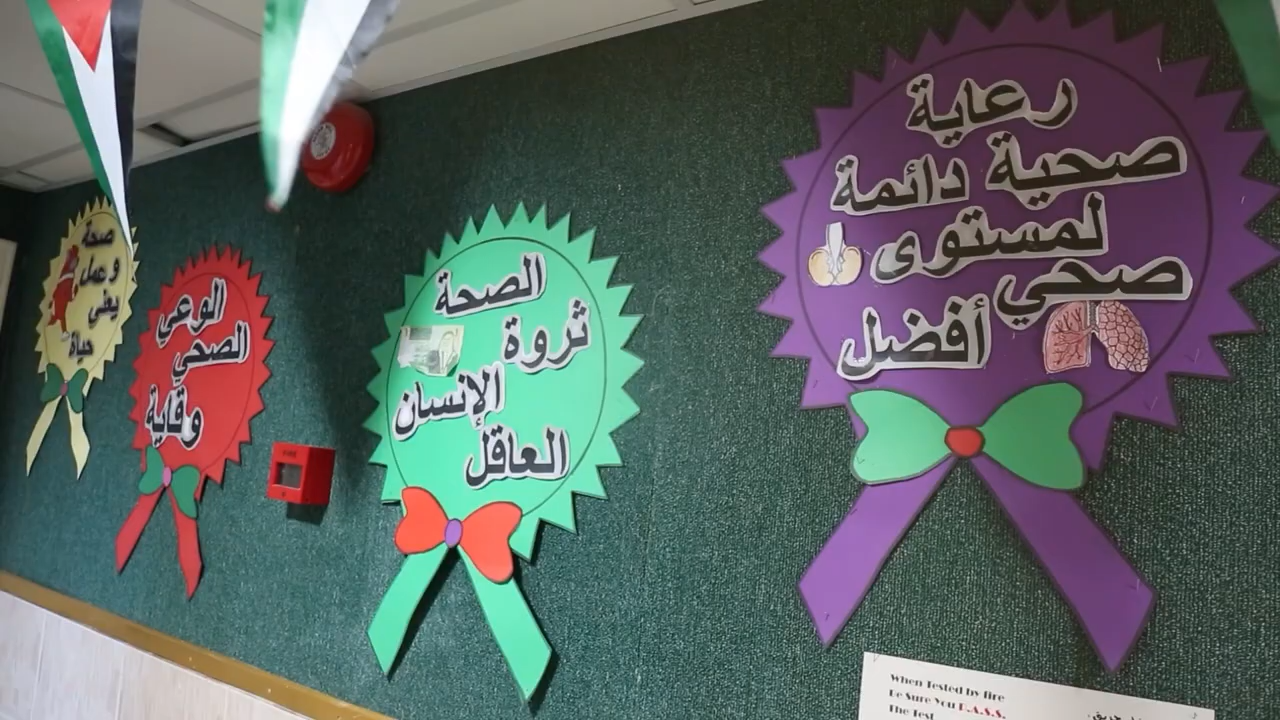 رعاية
صحية دائمة
لمستوى
صحي
أفضل
الصحة
ثروة
الإنسان
العاقل
الوعي
الصحي
وقاية
صحة
وعمل
يعني
حياة
FIRE
When Tested by fire
Be Sure You P.A.S.S.
The Test